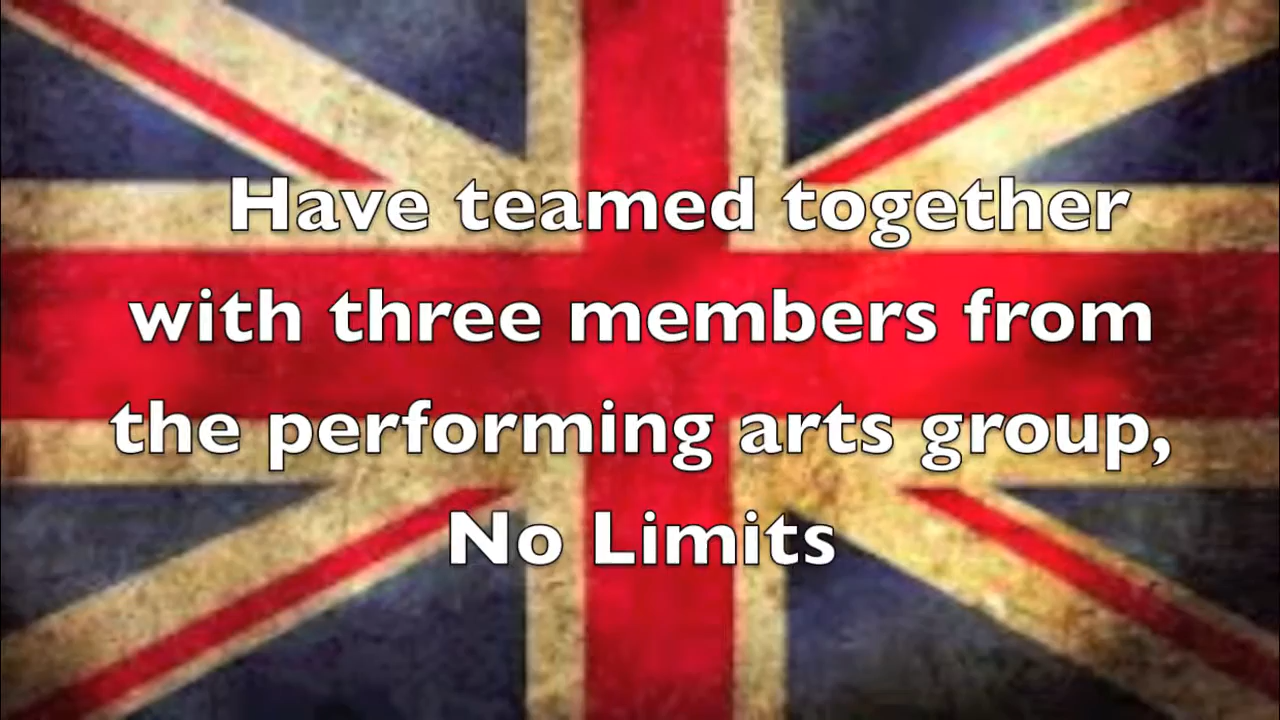 Have teamed together
with three members from
the performing arts group,
No Limits